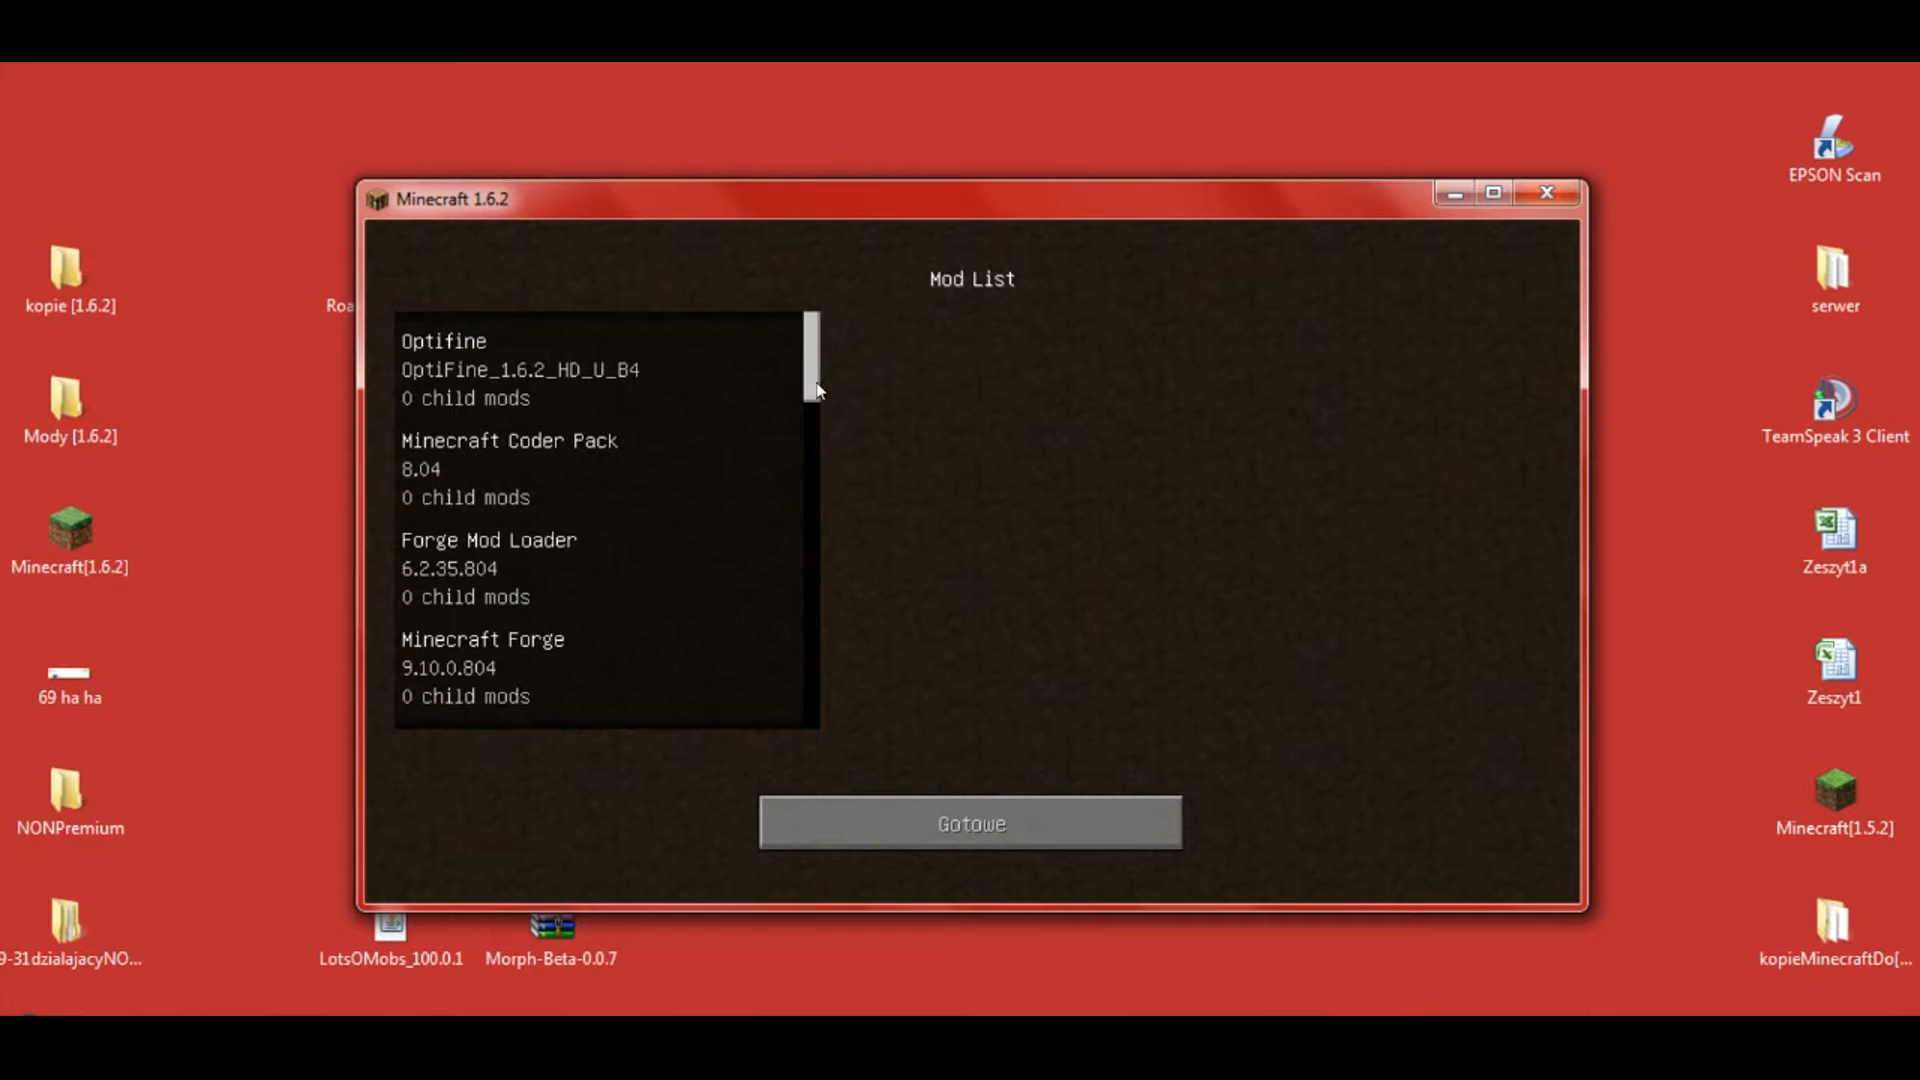 EPSON Scan
Minecraft 1.6.2
Mod List
kopie [1.6.2]
Roa
serwer
Optifine
OptiFine_1.6.2_HD_U_B4
0 child mods
Mody [1.6.2]
TeamSpeak 3 Client
Minecraft Coder Pack
8.04
0 child mods
Forge Mod Loader
6.2.35.804
0 child mods
Minecraft[1.6.2]
Zeszyt1a
Minecraft Forge
9.10.0.804
0 child mods
69 ha ha
Zeszyt1
Gotowe
NONPremium
Minecraft[1.5.2]
9-31dzialajacyNO...
LotsOMobs_100.0.1
Morph-Beta-0.0.7
kopieMinecraftDo[...